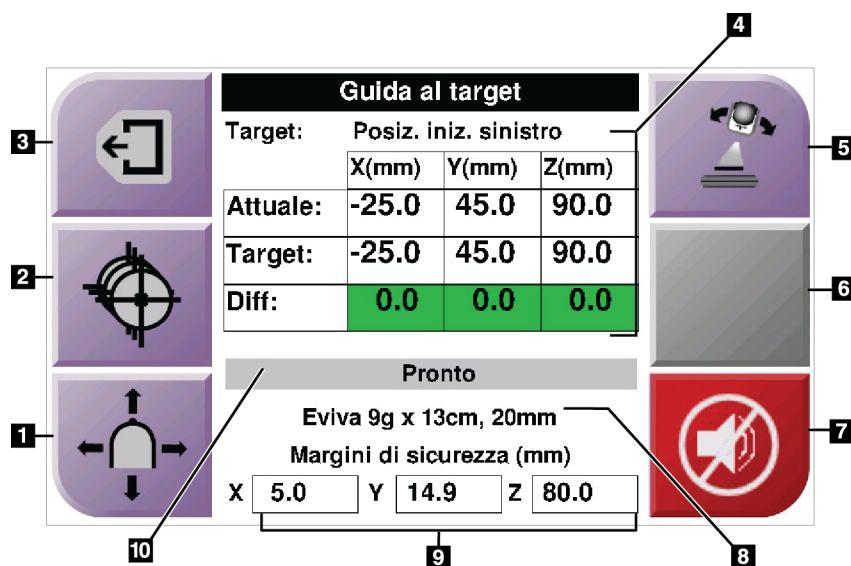 4
Guida al target
3
Target: Posiz. iniz. sinistro
5
X(mm) Y(mm) Z(mm)
Attuale: -25.0 45.0 90.0
2
Target: -25.0 45.0 90.0
6
Diff: 0.0 0.0 0.0
Pronto
1
Eviva 9g x 13cm, 20mm
7
Margini di sicurezza (mm)
X 5.0 Y 14.9 Z 80.0
10
9
8